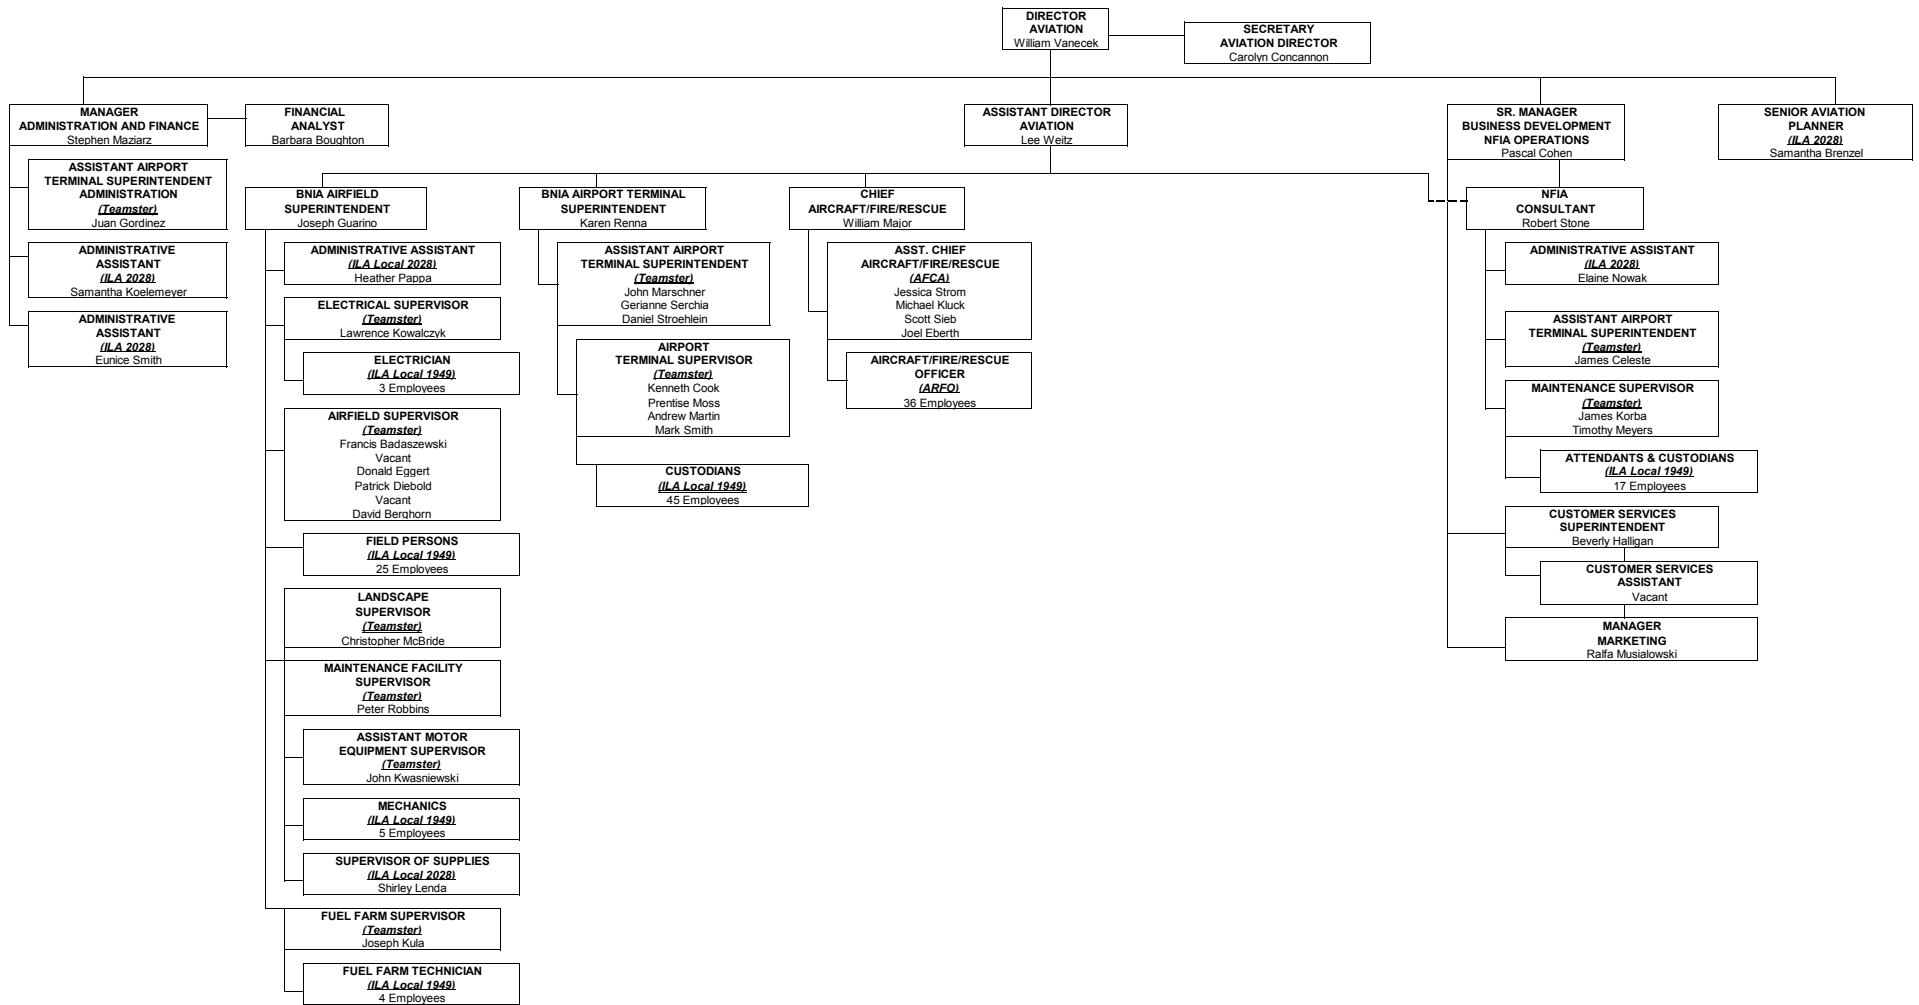 DIRECTOR
AVIATION
William Vanecek
SECRETARY
AVIATION DIRECTOR
Carolyn Concannon
MANAGER
ADMINISTRATION AND FINANCE
Stephen Maziarz
FINANCIAL
ANALYST
Barbara Boughton
ASSISTANT DIRECTOR
AVIATION
Lee Weitz
SR. MANAGER
BUSINESS DEVELOPMENT
NFIA OPERATIONS
Pascal Cohen
SENIOR AVIATION
PLANNER
(ILA 2028)
Samantha Brenzel
ASSISTANT AIRPORT
TERMINAL SUPERINTENDENT
ADMINISTRATION
(Teamster)
Juan Gordinez
ADMINISTRATIVE
ASSISTANT
(ILA 2028)
Samantha Koelemeyer
ADMINISTRATIVE
ASSISTANT
(ILA 2028)
Eunice Smith
BNIA AIRFIELD
SUPERINTENDENT
Joseph Guarino
ADMINISTRATIVE ASSISTANT
(ILA Local 2028)
Heather Pappa
ELECTRICAL SUPERVISOR
(Teamster)
Lawrence Kowalczyk
ELECTRICIAN
(ILA Local 1949)
3 Employees
AIRFIELD SUPERVISOR
(Teamster)
Francis Badaszewski
Vacant
Donald Eggert
Patrick Diebold
Vacant
David Berghorn
FIELD PERSONS
(ILA Local 1949)
25 Employees
LANDSCAPE
SUPERVISOR
(Teamster)
Christopher McBride
MAINTENANCE FACILITY
SUPERVISOR
(Teamster)
Peter Robbins
ASSISTANT MOTOR
EQUIPMENT SUPERVISOR
(Teamster)
John Kwasniewski
MECHANICS
(ILA Local 1949)
5 Employees
SUPERVISOR OF SUPPLIES
(ILA Local 2028)
Shirley Lenda
FUEL FARM SUPERVISOR
(Teamster)
Joseph Kula
FUEL FARM TECHNICIAN
(ILA Local 1949)
4 Employees
BNIA AIRPORT TERMINAL
SUPERINTENDENT
Karen Renna
ASSISTANT AIRPORT
TERMINAL SUPERINTENDENT
(Teamster)
John Marschner
Gerianne Serchia
Daniel Stroehlein
AIRPORT
TERMINAL SUPERVISOR
(Teamster)
Kenneth Cook
Prentise Moss
Andrew Martin
Mark Smith
CUSTODIANS
(ILA Local 1949)
45 Employees
CHIEF
AIRCRAFT/FIRE/RESCUE
William Major
ASST. CHIEF
AIRCRAFT/FIRE/RESCUE
(AFCA)
Jessica Strom
Michael Kluck
Scott Sieb
Joel Eberth
AIRCRAFT/FIRE/RESCUE
OFFICER
(ARFO)
36 Employees
NFIA
CONSULTANT
Robert Stone
ADMINISTRATIVE ASSISTANT
(ILA 2028)
Elaine Nowak
ASSISTANT AIRPORT
TERMINAL SUPERINTENDENT
(Teamster)
James Celeste
MAINTENANCE SUPERVISOR
(Teamster)
James Korba
Timothy Meyers
ATTENDANTS & CUSTODIANS
(ILA Local 1949)
17 Employees
CUSTOMER SERVICES
SUPERINTENDENT
Beverly Halligan
CUSTOMER SERVICES
ASSISTANT
Vacant
MANAGER
MARKETING
Ralfa Musialowski